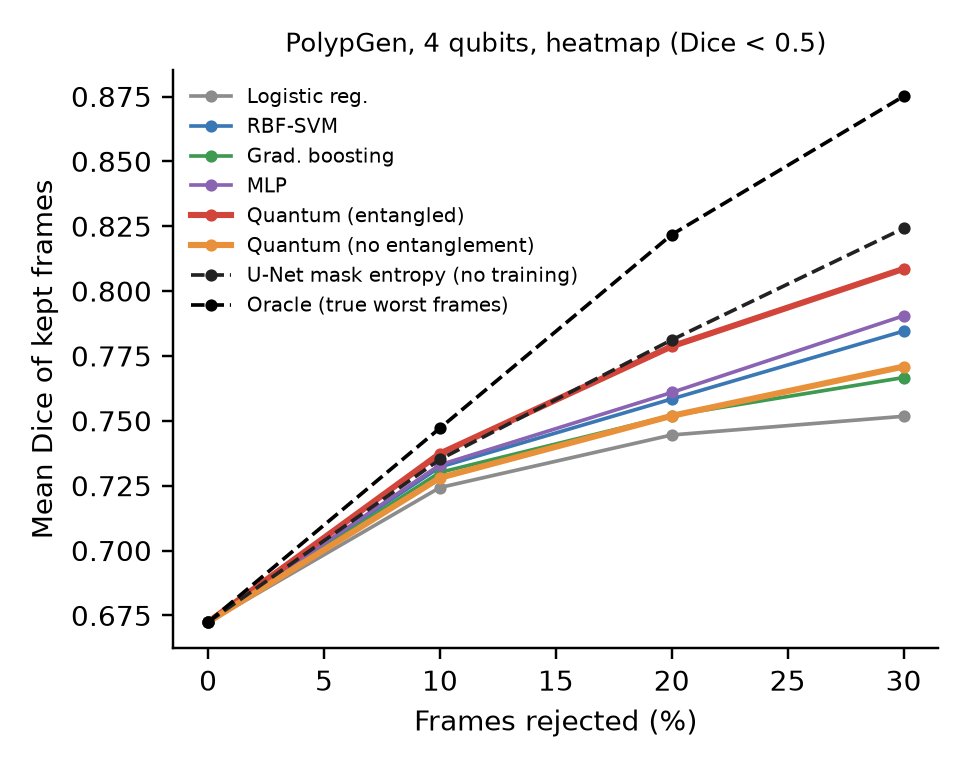 PolypGen, 4 qubits, heatmap (Dice < 0.5)
Logistic reg.
RBF-SVM
Grad. boosting
MLP
Quantum (entangled)
Quantum (no entanglement)
U-Net mask entropy (no training)
Oracle (true worst frames)
Mean Dice of kept frames
0.875
0.850
0.825
0.800
0.775
0.750
0.725
0.700
0.675
0 5 10 15 20 25 30
Frames rejected (%)